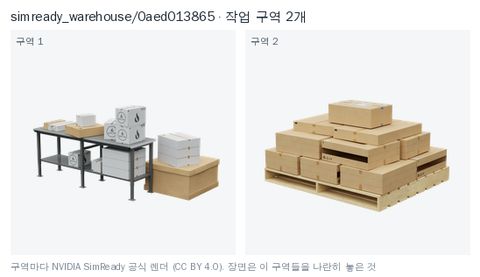 simready_warehouse/0aed013865 · 작업 구역 2개
구역 1
구역 2
구역마다 NVIDIA SimReady 공식 렌더 (CC BY 4.0). 장면은 이 구역들을 나란히 놓은 것